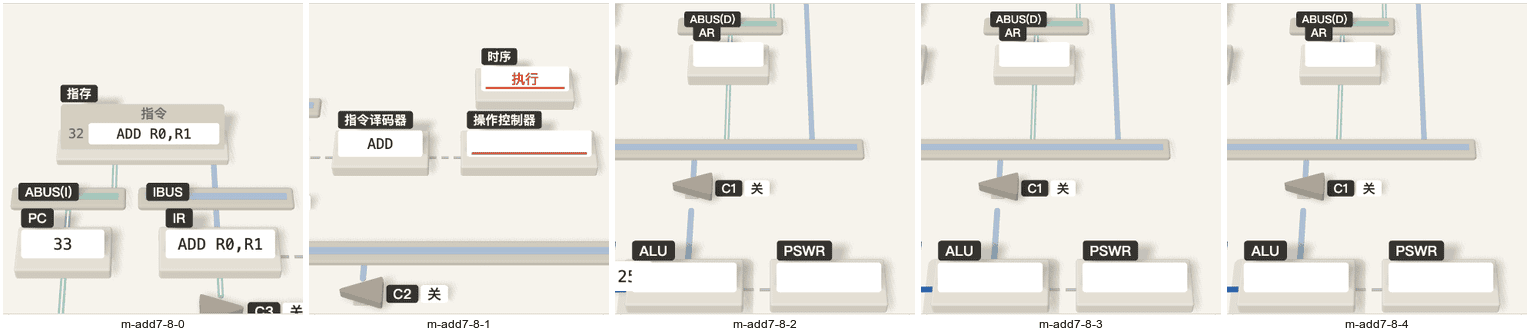 指存
指令
32 ADD R0,R1
ABUS(I)
IBUS
PC
IR
33
ADD R0,R1
C3 关
m-add7-8-0
时序
执行
指令译码器
操作控制器
ADD
C2 关
m-add7-8-1
ABUS(D)
AR
C1 关
ALU
PSWR
25
m-add7-8-2
ABUS(D)
AR
C1 关
ALU
PSWR
m-add7-8-3
ABUS(D)
AR
C1 关
ALU
PSWR
m-add7-8-4